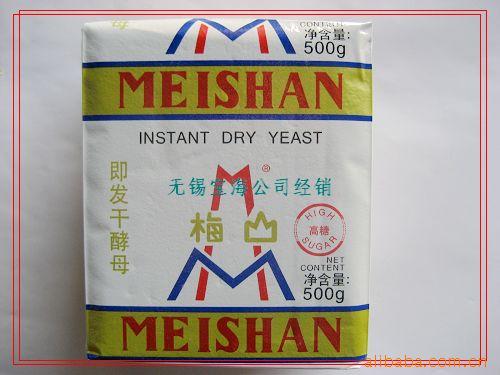 CONTENT
净含量:
500g
MEISHAN
INSTANT DRY YEAST
即发干酵母
®
无锡宝海公司经销
梅山
HIGH
高糖
SUGAR
NET
CONTENT
净含量:
500g
MEISHAN
alibaba.com.cn